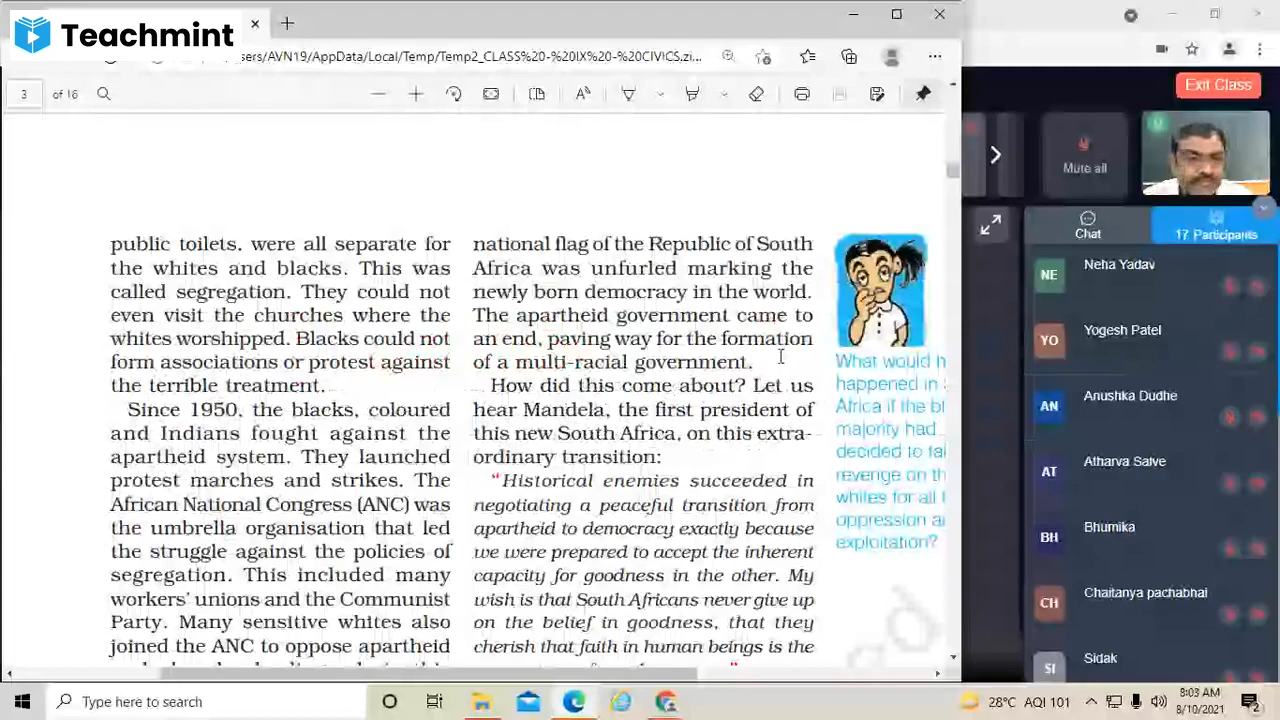 Teachmint
Users/AVN19/AppData/Local/Temp/Temp2_CLASS%20-%20IX%20-%20CIVICS.zi...
3 of 16
Exit Class
Mute all
Chat
17 Participants
public toilets, were all separate for
the whites and blacks. This was
called segregation. They could not
even visit the churches where the
whites worshipped. Blacks could not
form associations or protest against
the terrible treatment.
Since 1950, the blacks, coloured
and Indians fought against the
apartheid system. They launched
protest marches and strikes. The
African National Congress (ANC) was
the umbrella organisation that led
the struggle against the policies of
segregation. This included many
workers' unions and the Communist
Party. Many sensitive whites also
joined the ANC to oppose apartheid
national flag of the Republic of South
Africa was unfurled marking the
newly born democracy in the world.
The apartheid government came to
an end, paving way for the formation
of a multi-racial government.
How did this come about? Let us
hear Mandela, the first president of
this new South Africa, on this extra-
ordinary transition:
"Historical enemies succeeded in
negotiating a peaceful transition from
apartheid to democracy exactly because
we were prepared to accept the inherent
capacity for goodness in the other. My
wish is that South Africans never give up
on the belief in goodness, that they
cherish that faith in human beings is the
What would h
happened in
Africa if the bl
majority had
decided to ta
revenge on th
whites for all t
oppression a
exploitation?
NE Neha Yadav
YO Yogesh Patel
AN Anushka Dudhe
AT Atharva Salve
BH Bhumika
CH Chaitanya pachabhai
SI Sidak
Type here to search
28°C AQI 101
8:03 AM
8/10/2021
2